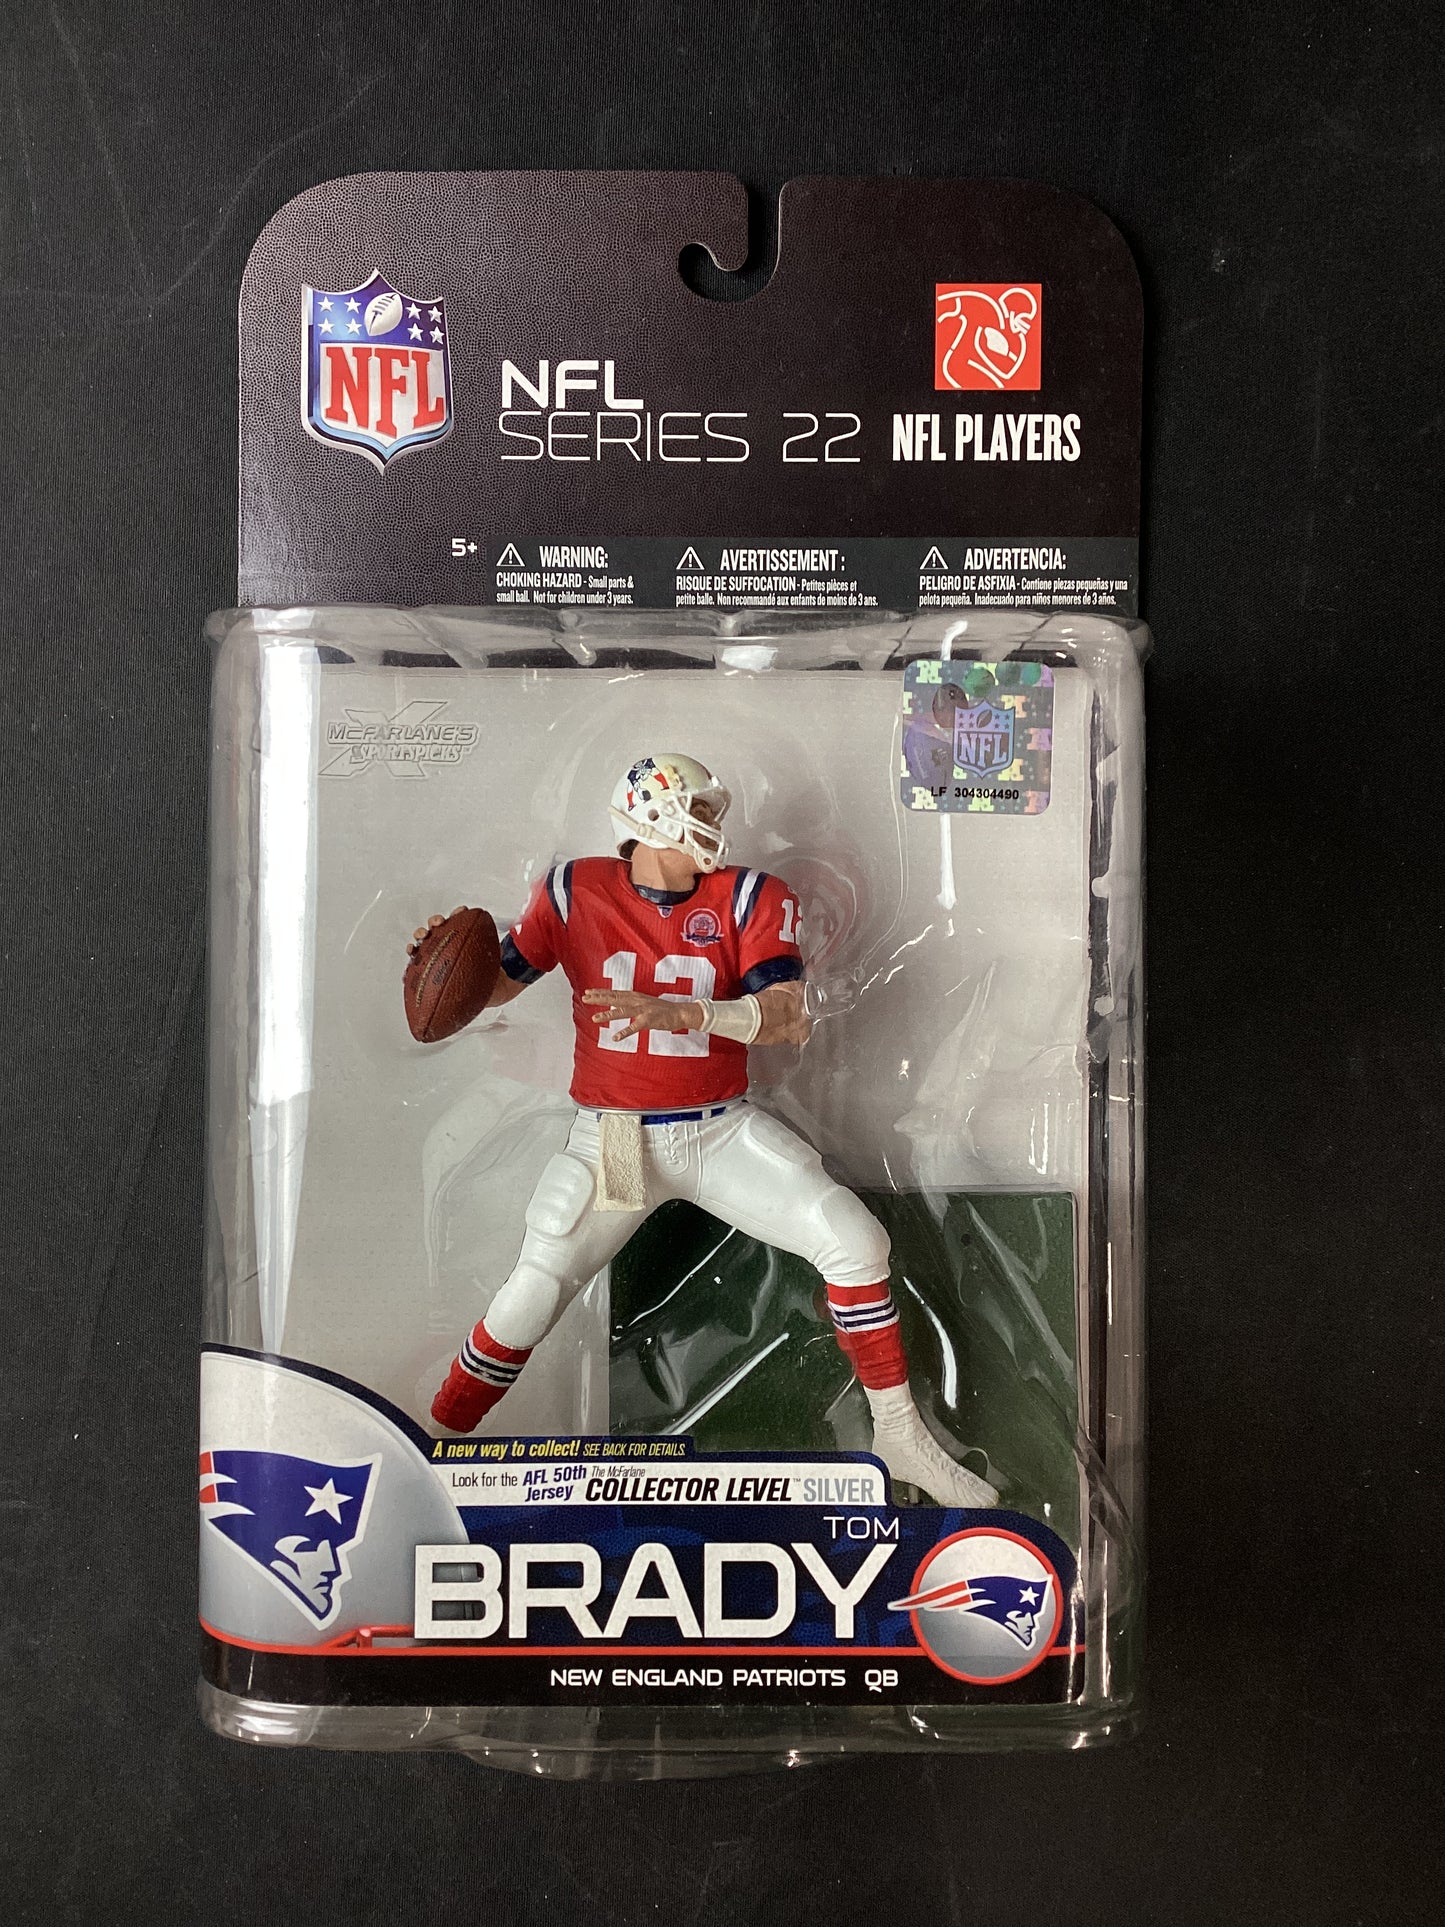 NFL
NFL
SERIES 22
NFL PLAYERS
5+
WARNING:
CHOKING HAZARD - Small parts &
small ball. Not for children under 3 years.
AVERTISSEMENT :
RISQUE DE SUFFOCATION - Petites pièces et
petite balle. Non recommandé aux enfants de moins de 3 ans.
ADVERTENCIA:
PELIGRO DE ASFIXIA - Contiene piezas pequeñas y una
pelota pequeña. Inadecuado para niños menores de 3 años.
McFARLANE'S
SPORTSPICKS
NFL
LF 304304490
12
12
A new way to collect! SEE BACK FOR DETAILS.
Look for the AFL 50th Jersey The McFarlane COLLECTOR LEVEL™ SILVER
TOM
BRADY
NEW ENGLAND PATRIOTS QB